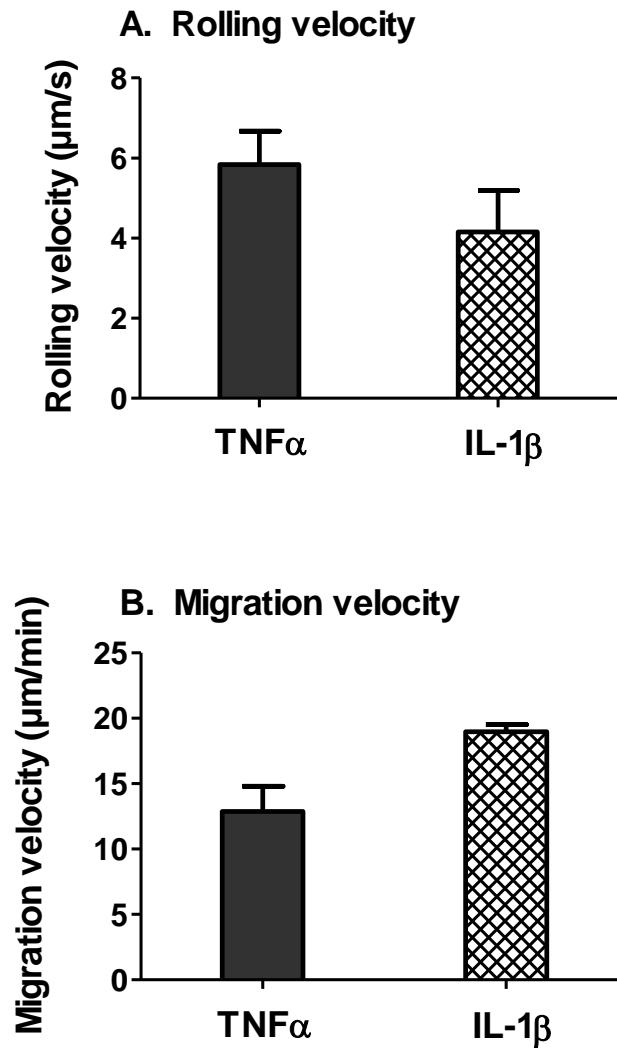 A. Rolling velocity
Rolling velocity (µm/s)
8
6
4
2
0
TNFα
IL-1β
B. Migration velocity
Migration velocity (µm/min)
25
20
15
10
5
0
TNFα
IL-1β